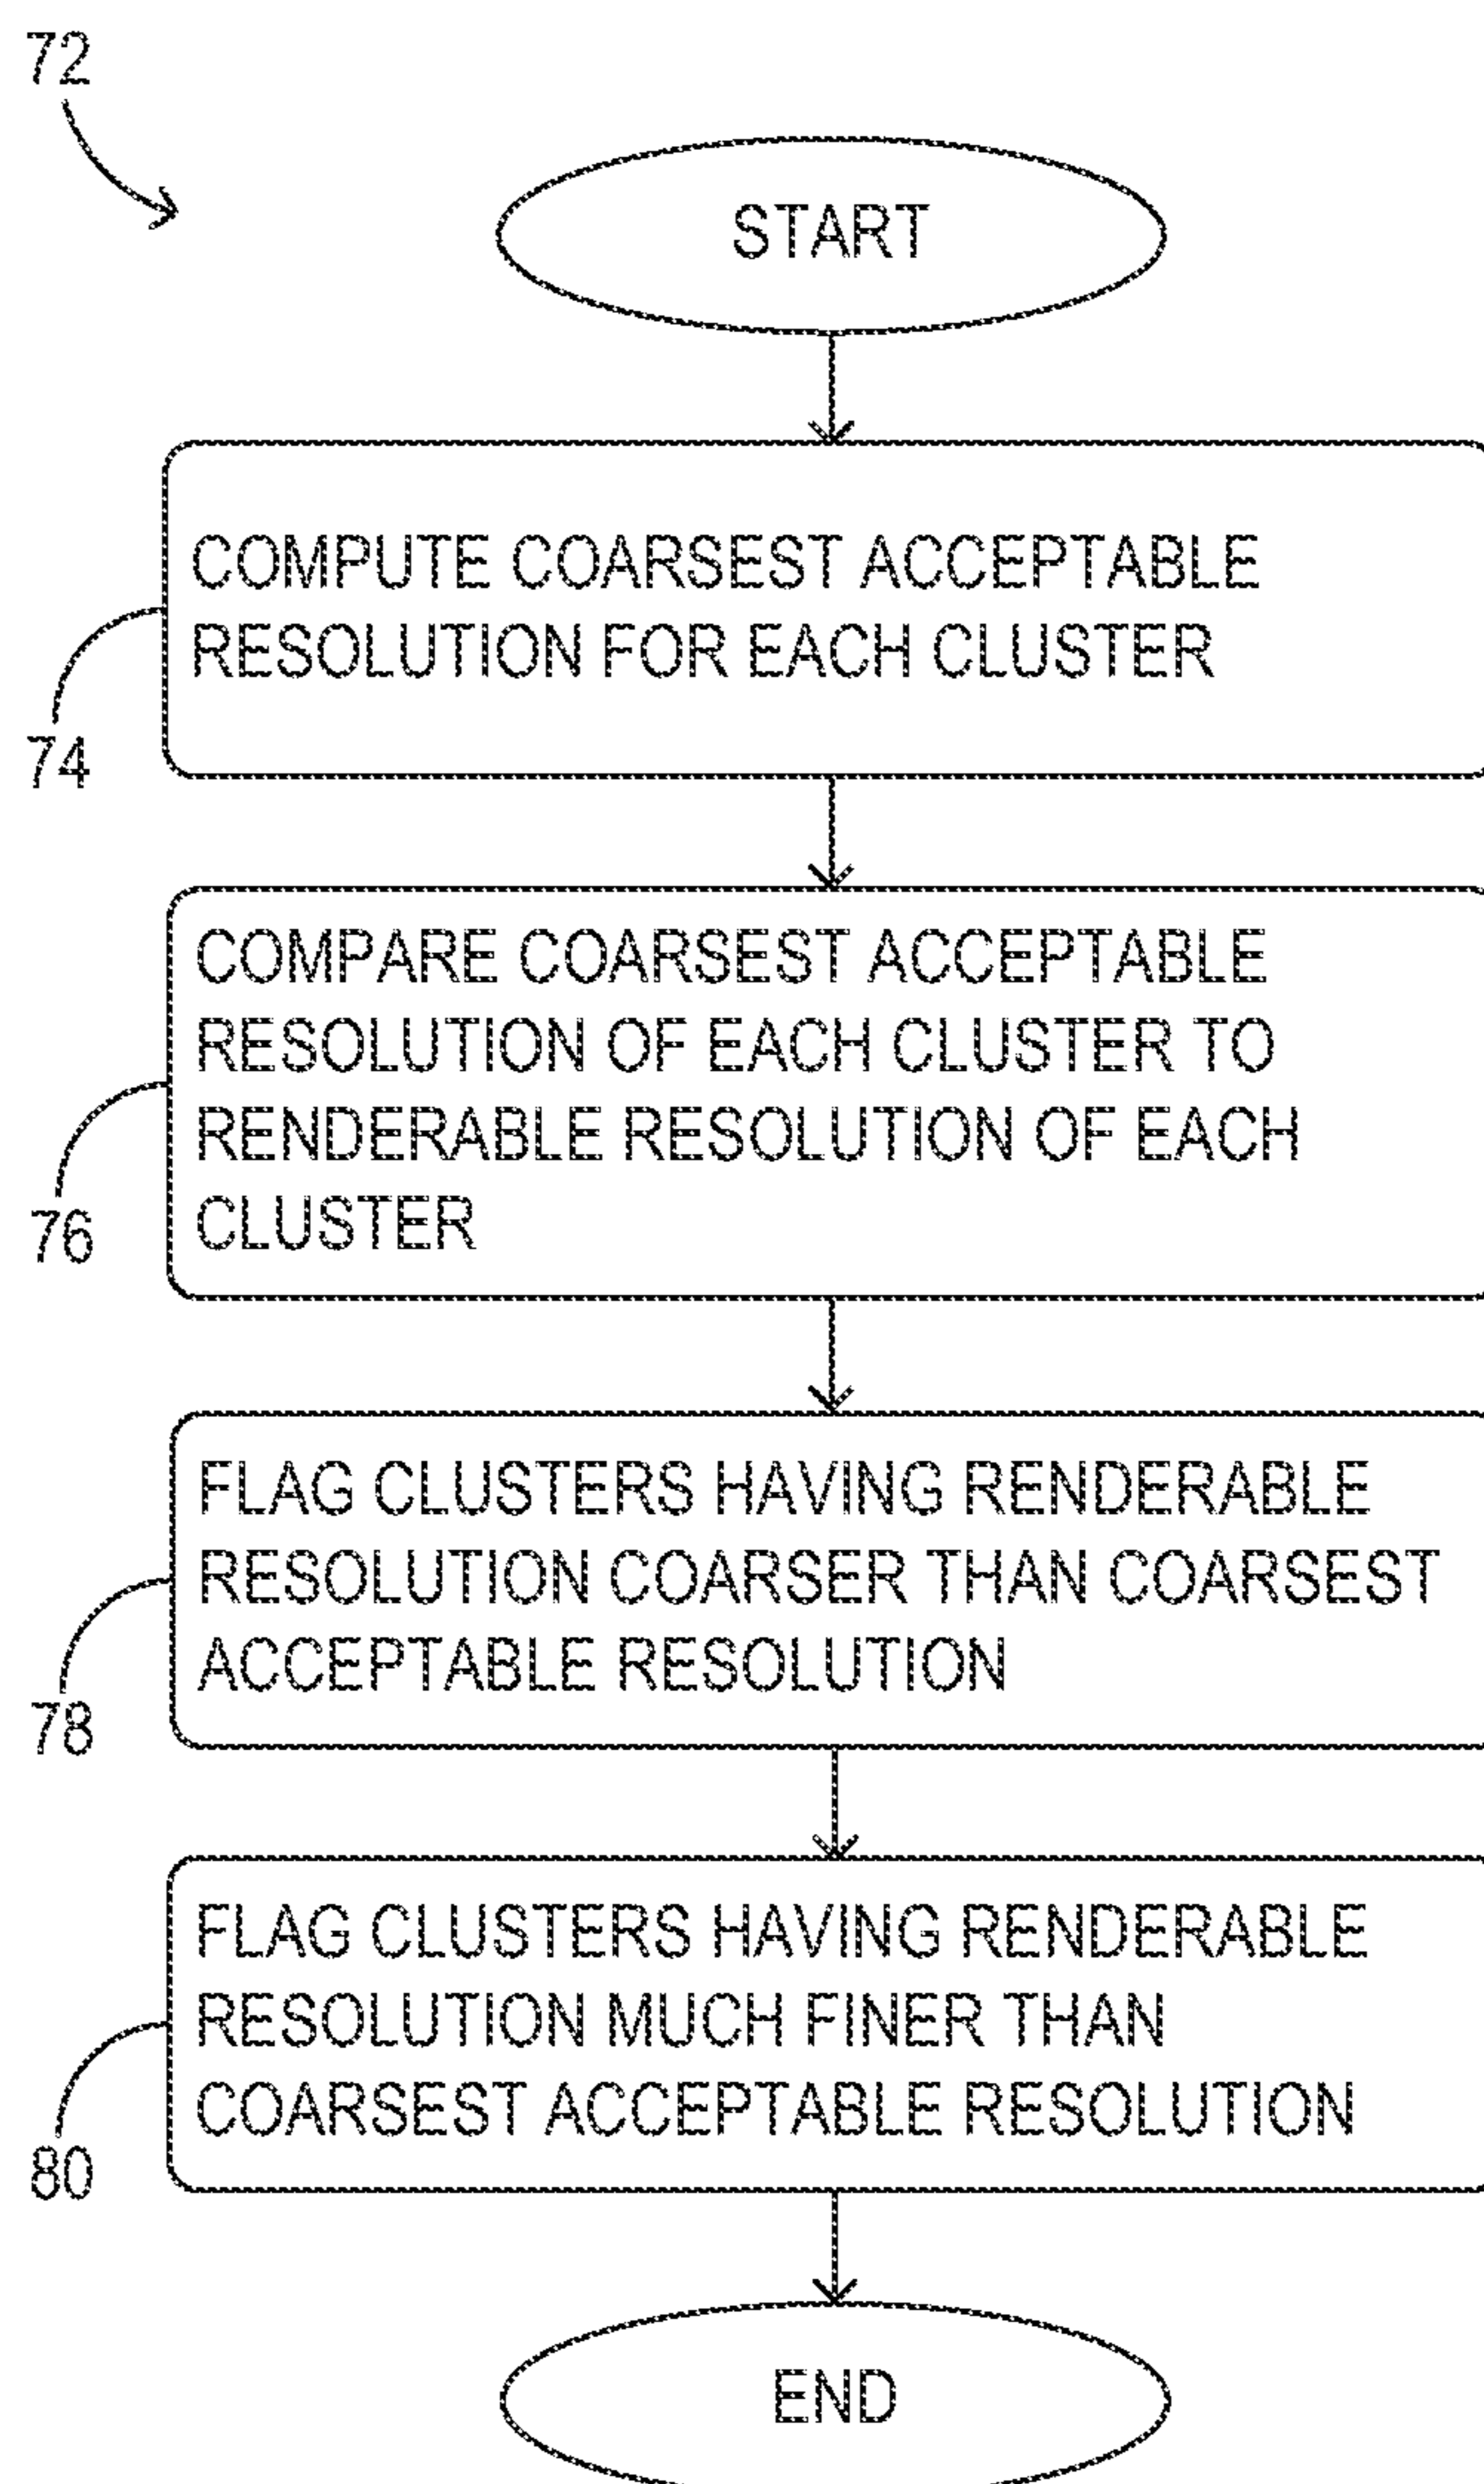 72
START
COMPUTE COARSEST ACCEPTABLE
RESOLUTION FOR EACH CLUSTER
74
COMPARE COARSEST ACCEPTABLE
RESOLUTION OF EACH CLUSTER TO
RENDERABLE RESOLUTION OF EACH
CLUSTER
76
FLAG CLUSTERS HAVING RENDERABLE
RESOLUTION COARSER THAN COARSEST
ACCEPTABLE RESOLUTION
78
FLAG CLUSTERS HAVING RENDERABLE
RESOLUTION MUCH FINER THAN
COARSEST ACCEPTABLE RESOLUTION
80
END